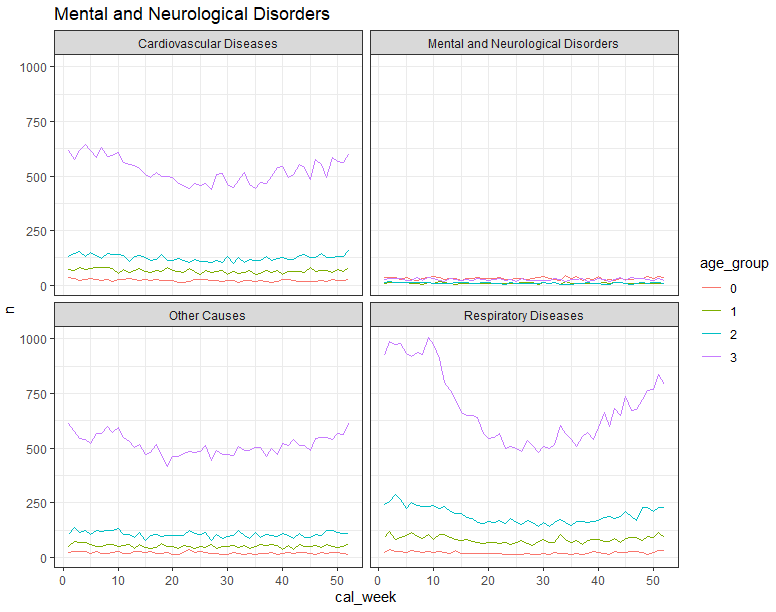 Mental and Neurological Disorders
Cardiovascular Diseases
Mental and Neurological Disorders
1000
750
500
250
0
n
Other Causes
Respiratory Diseases
1000
750
500
250
0
0 10 20 30 40 50
0 10 20 30 40 50
cal_week
age_group
0
1
2
3